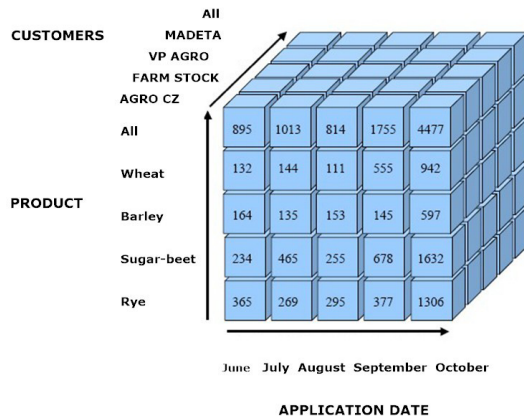 All
CUSTOMERS MADETA
VP AGRO
FARM STOCK
AGRO CZ
All 895 1013 814 1755 4477
Wheat 132 144 111 555 942
PRODUCT
Barley 164 135 153 145 597
Sugar-beet 234 465 255 678 1632
Rye 365 269 295 377 1306
June July August September October
APPLICATION DATE